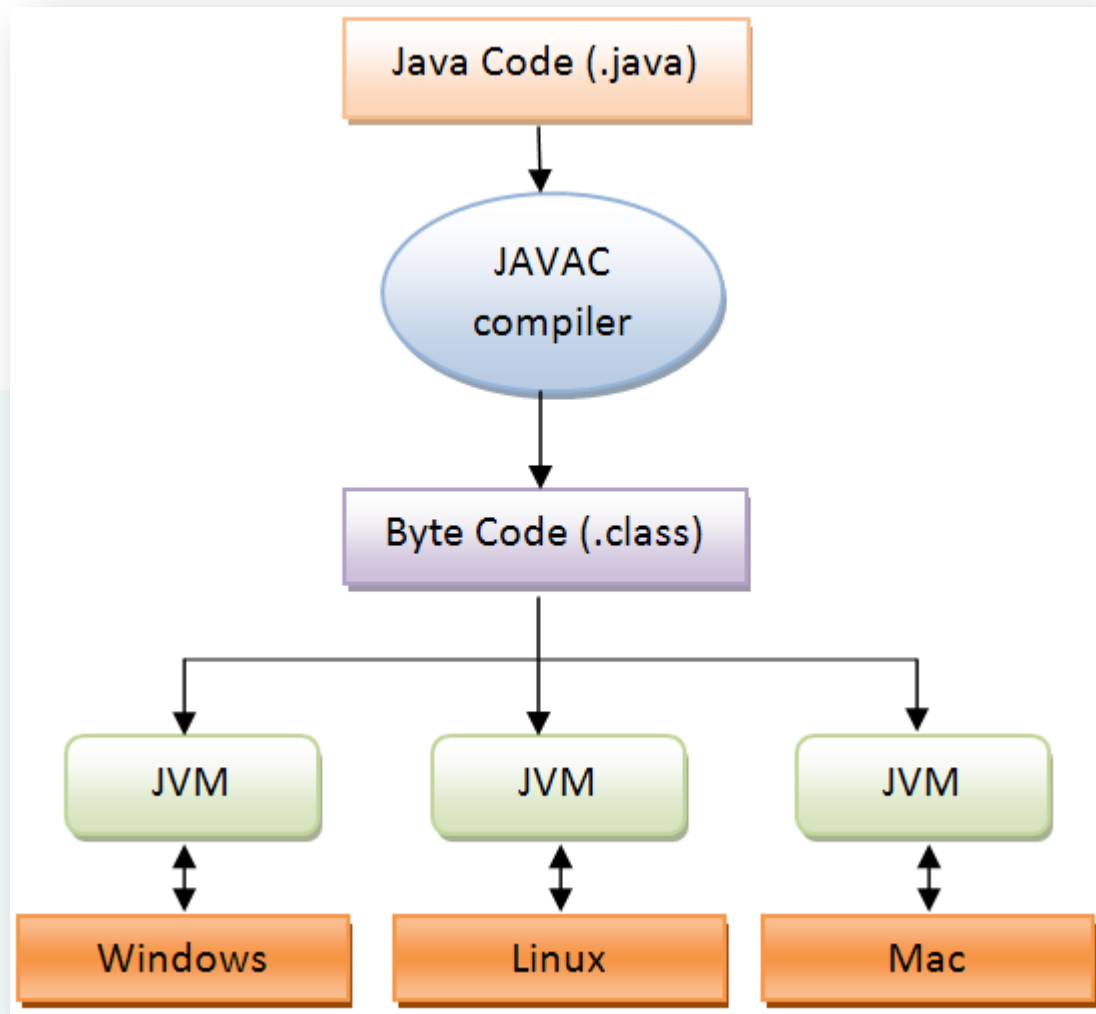 Java Code (.java)
JAVAC
compiler
Byte Code (.class)
JVM
JVM
JVM
Windows
Linux
Mac